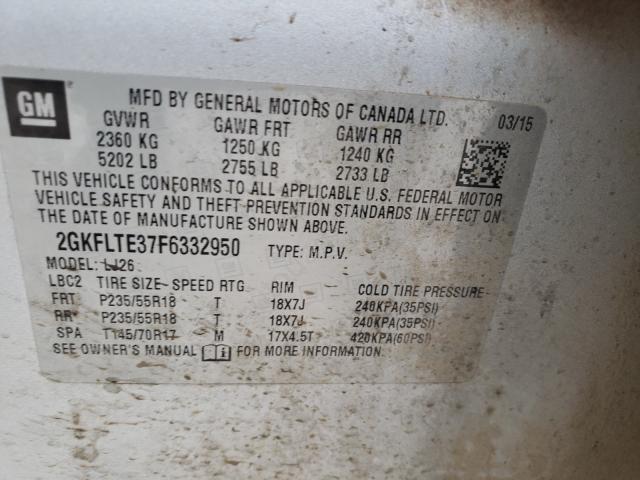 GM
MFD BY GENERAL MOTORS OF CANADA LTD.
GVWR GAWR FRT GAWR RR 03/15
2360 KG 1250 KG 1240 KG
5202 LB 2755 LB 2733 LB
THIS VEHICLE CONFORMS TO ALL APPLICABLE U.S. FEDERAL MOTOR
VEHICLE SAFETY AND THEFT PREVENTION STANDARDS IN EFFECT ON
THE DATE OF MANUFACTURE SHOWN ABOVE.
2GKFLTE37F6332950 TYPE: M.P.V.
MODEL: LJ26
LBC2 TIRE SIZE SPEED RTG RIM COLD TIRE PRESSURE
FRT P235/55R18 T 18X7J 240KPA(35PSI)
RR P235/55R18 T 18X7J 240KPA(35PSI)
SPA T145/70R17 M 17X4.5T 420KPA(60PSI)
SEE OWNER'S MANUAL FOR MORE INFORMATION.